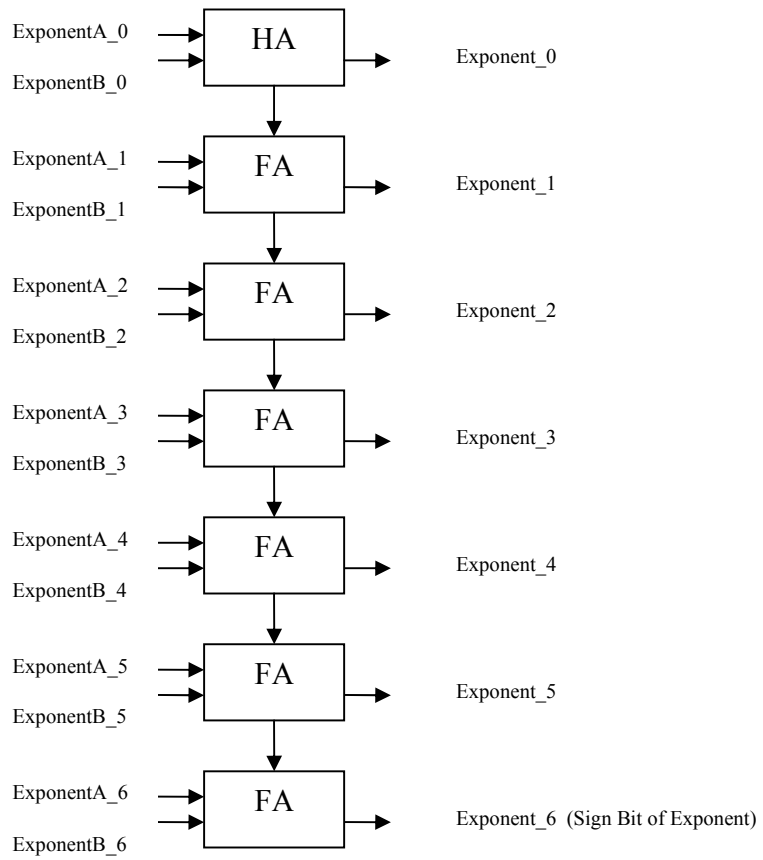 ExponentA_0
HA
Exponent_0
ExponentB_0
ExponentA_1
FA
Exponent_1
ExponentB_1
ExponentA_2
FA
Exponent_2
ExponentB_2
ExponentA_3
FA
Exponent_3
ExponentB_3
ExponentA_4
FA
Exponent_4
ExponentB_4
ExponentA_5
FA
Exponent_5
ExponentB_5
ExponentA_6
FA
Exponent_6 (Sign Bit of Exponent)
ExponentB_6